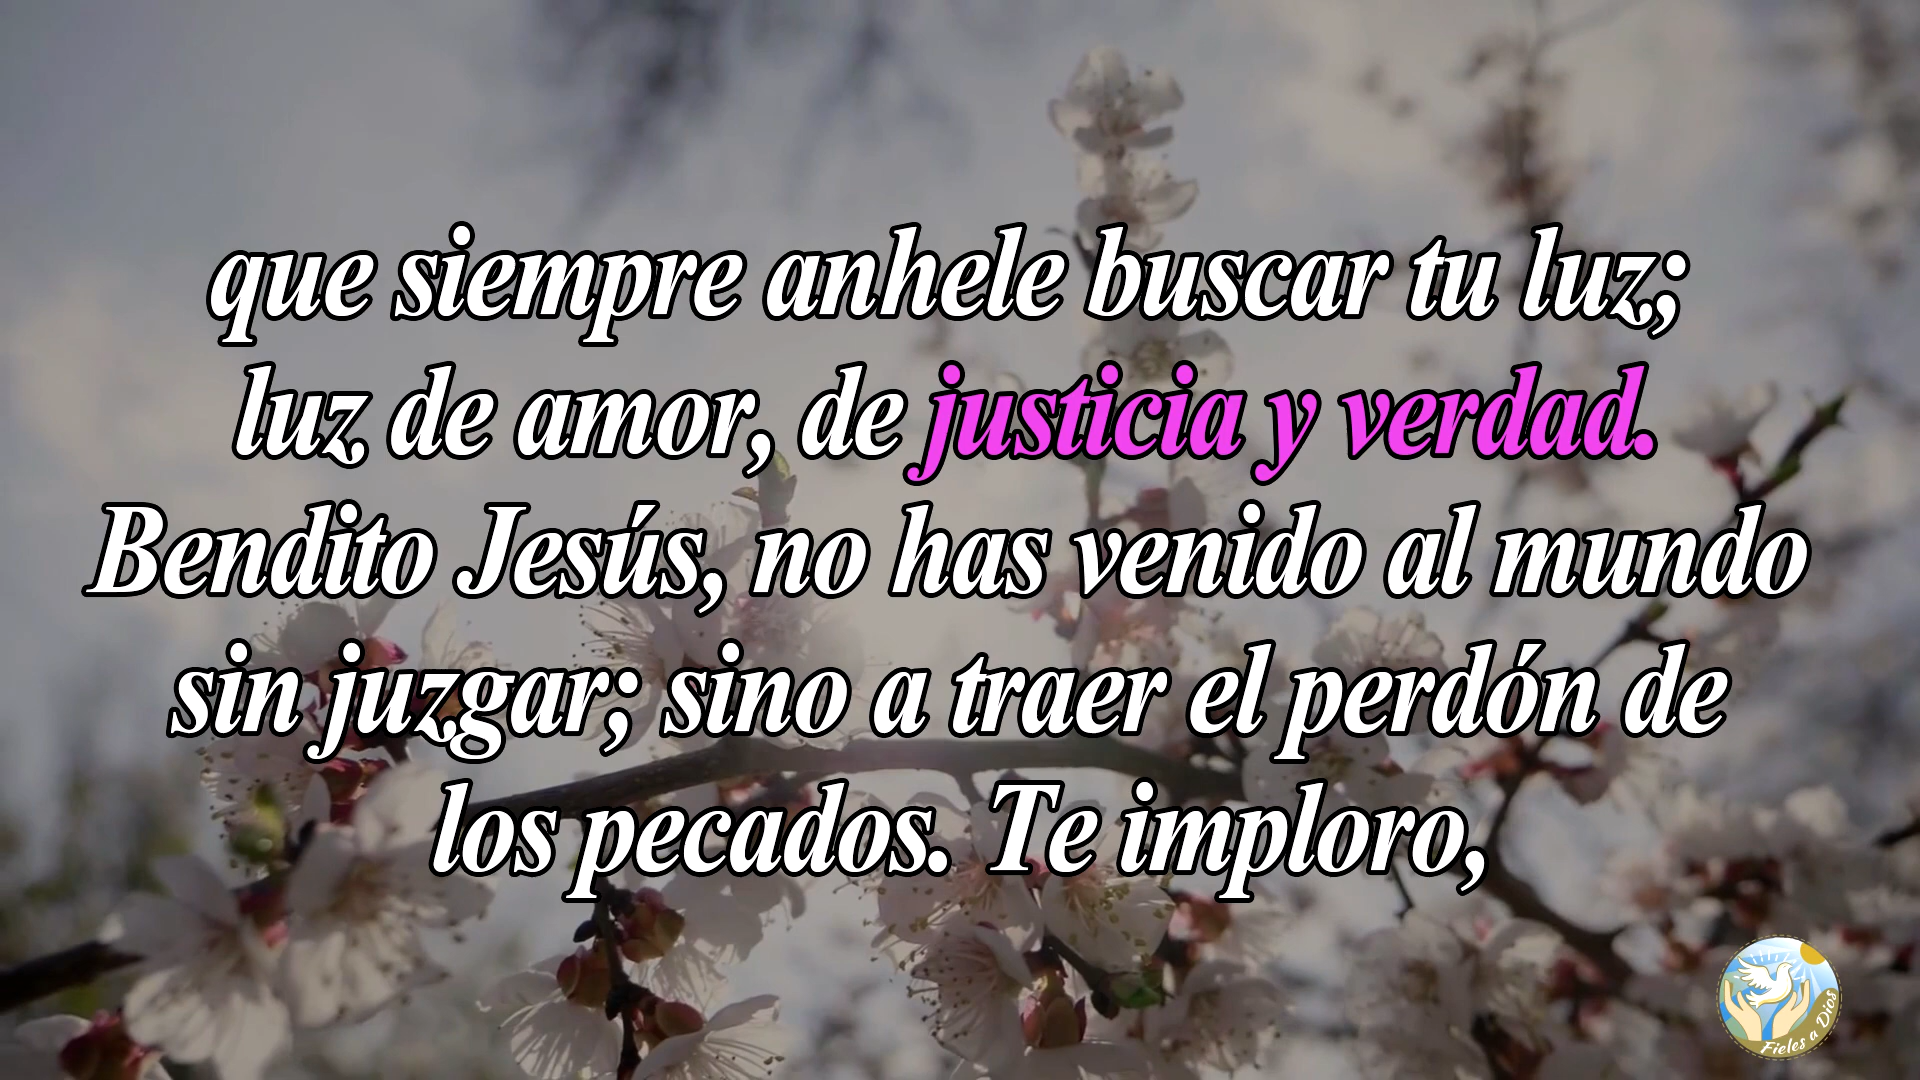 que siempre anhele buscar tu luz;
luz de amor, de justicia y verdad.
Bendito Jesús, no has venido al mundo
sin juzgar; sino a traer el perdón de
los pecados. Te imploro,
Fieles a Dios